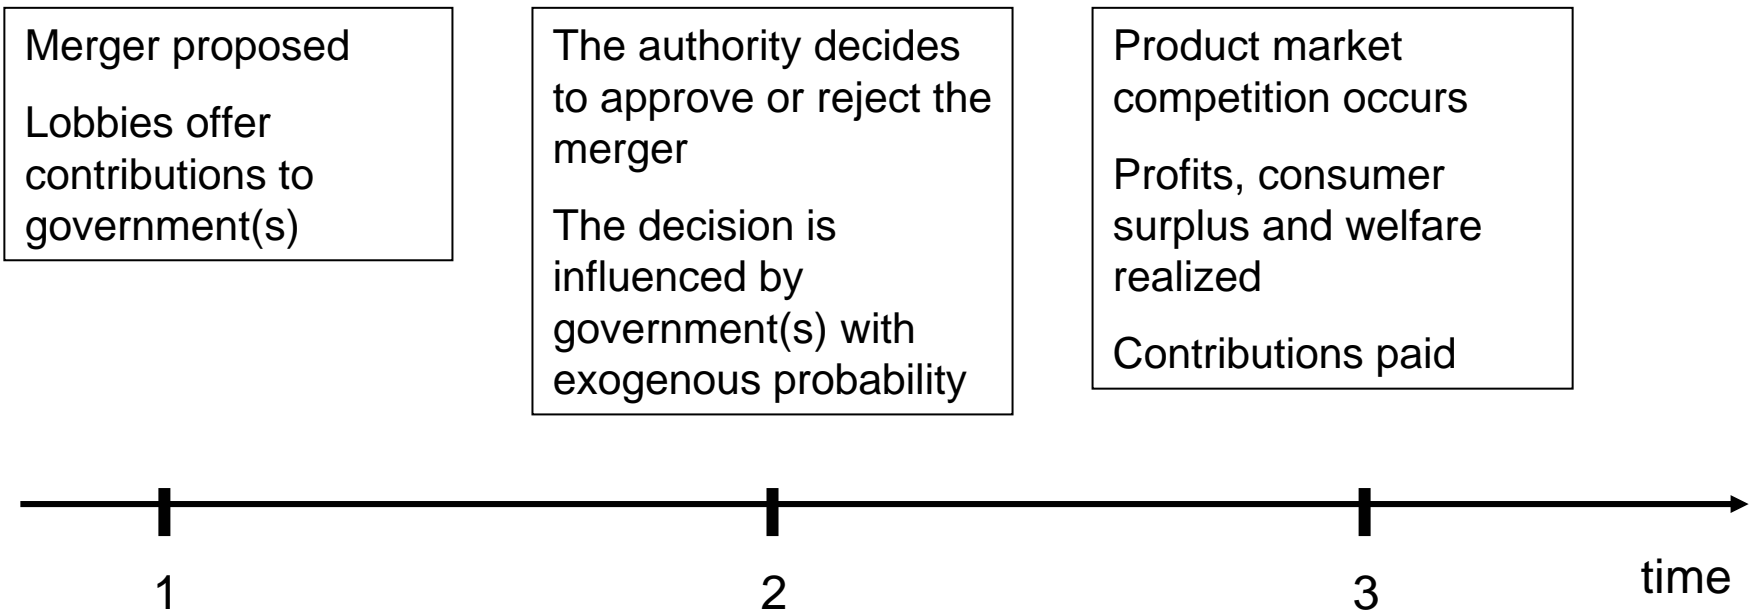 Merger proposed
Lobbies offer
contributions to
government(s)
The authority decides
to approve or reject the
merger
The decision is
influenced by
government(s) with
exogenous probability
Product market
competition occurs
Profits, consumer
surplus and welfare
realized
Contributions paid
1
2
3
time